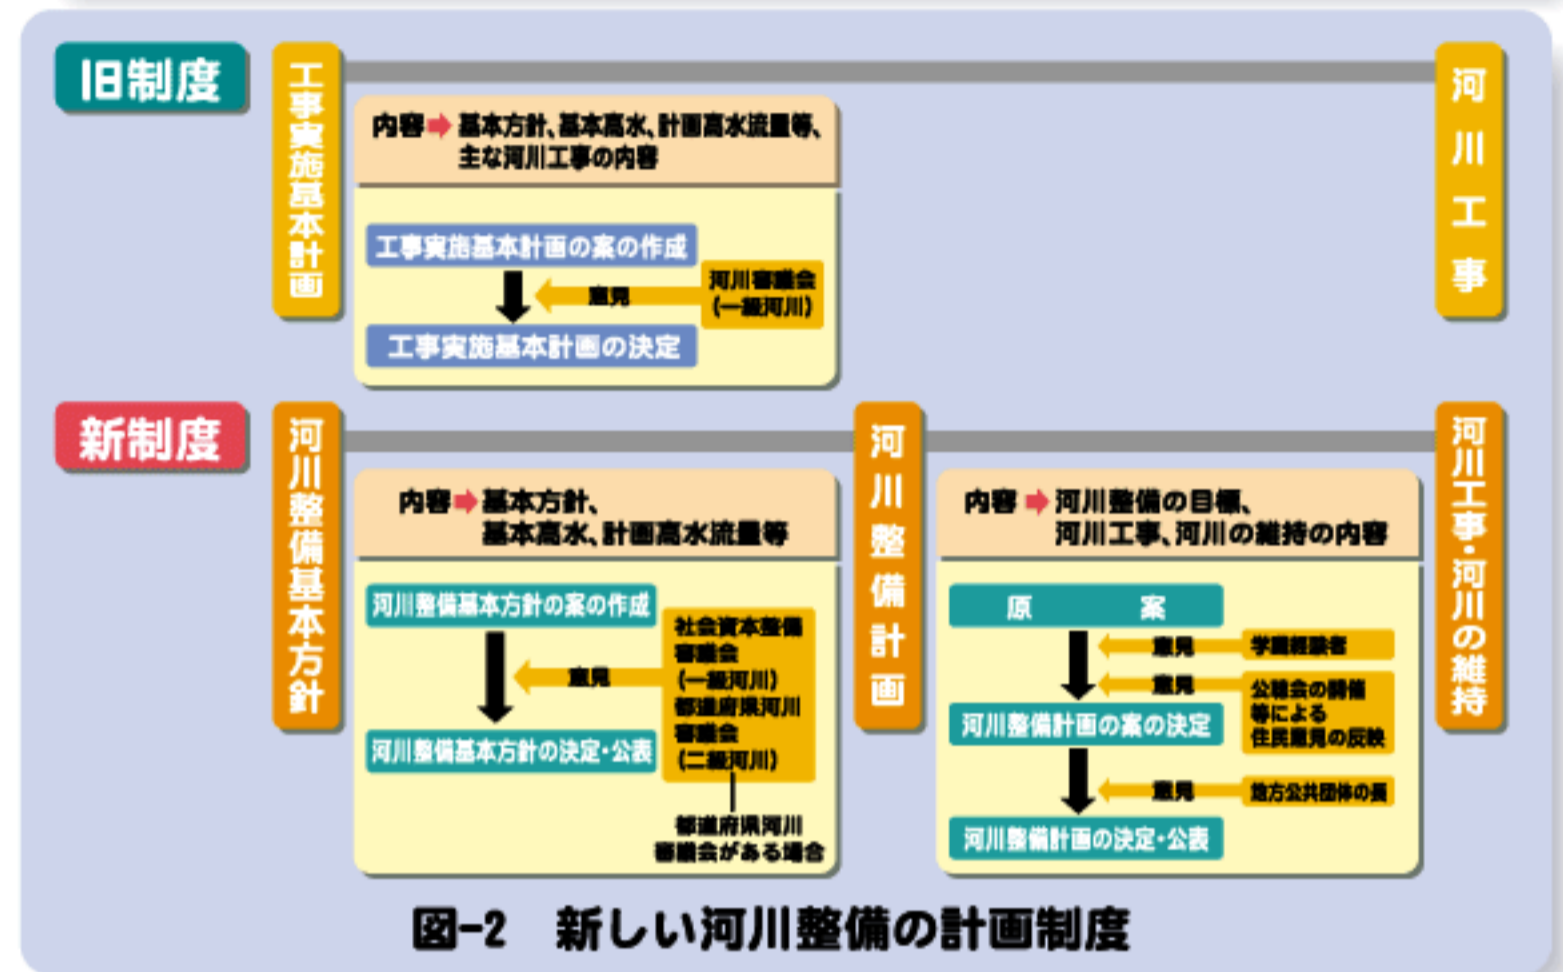 旧制度
工事実施基本計画
内容➡基本方針、基本高水、計画高水流量等、
主な河川工事の内容
工事実施基本計画の案の作成
意見
河川審議会
(一級河川)
工事実施基本計画の決定
河川工事
新制度
河川整備基本方針
内容➡基本方針、
基本高水、計画高水流量等
河川整備基本方針の案の作成
意見
社会資本整備
審議会
(一級河川)
都道府県河川
審議会
(二級河川)
河川整備基本方針の決定・公表
都道府県河川
審議会がある場合
河川整備計画
内容➡河川整備の目標、
河川工事、河川の維持の内容
原案
意見
学識経験者
意見
公聴会の開催
等による
住民意見の反映
河川整備計画の案の決定
意見
地方公共団体の長
河川整備計画の決定・公表
河川工事・河川の維持
図-2 新しい河川整備の計画制度